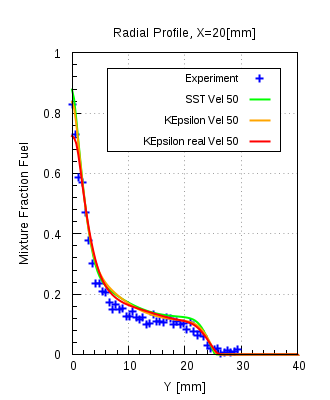 Radial Profile, X=20[mm]
Mixture Fraction Fuel
1
0.8
0.6
0.4
0.2
0
Experiment
SST Vel 50
KEpsilon Vel 50
KEpsilon real Vel 50
0 10 20 30 40
Y [mm]